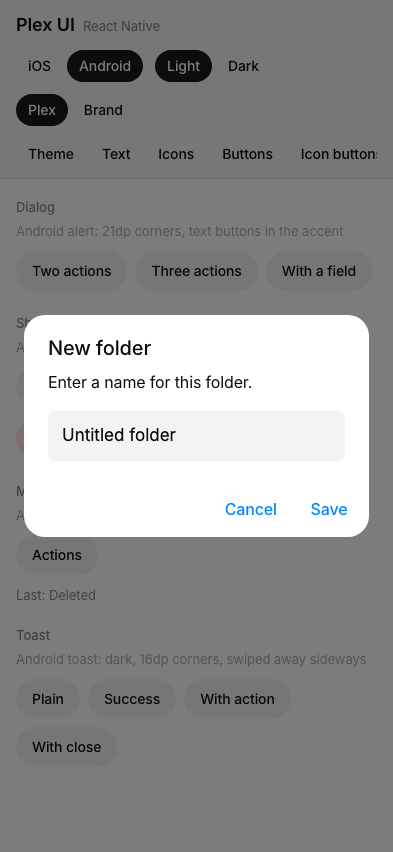 Plex UI React Native
iOS Android Light Dark
Plex Brand
Theme Text Icons Buttons Icon button
Dialog
Android alert: 21dp corners, text buttons in the accent
Two actions Three actions With a field
New folder
Enter a name for this folder.
Untitled folder
Cancel Save
Actions
Last: Deleted
Toast
Android toast: dark, 16dp corners, swiped away sideways
Plain Success With action
With close